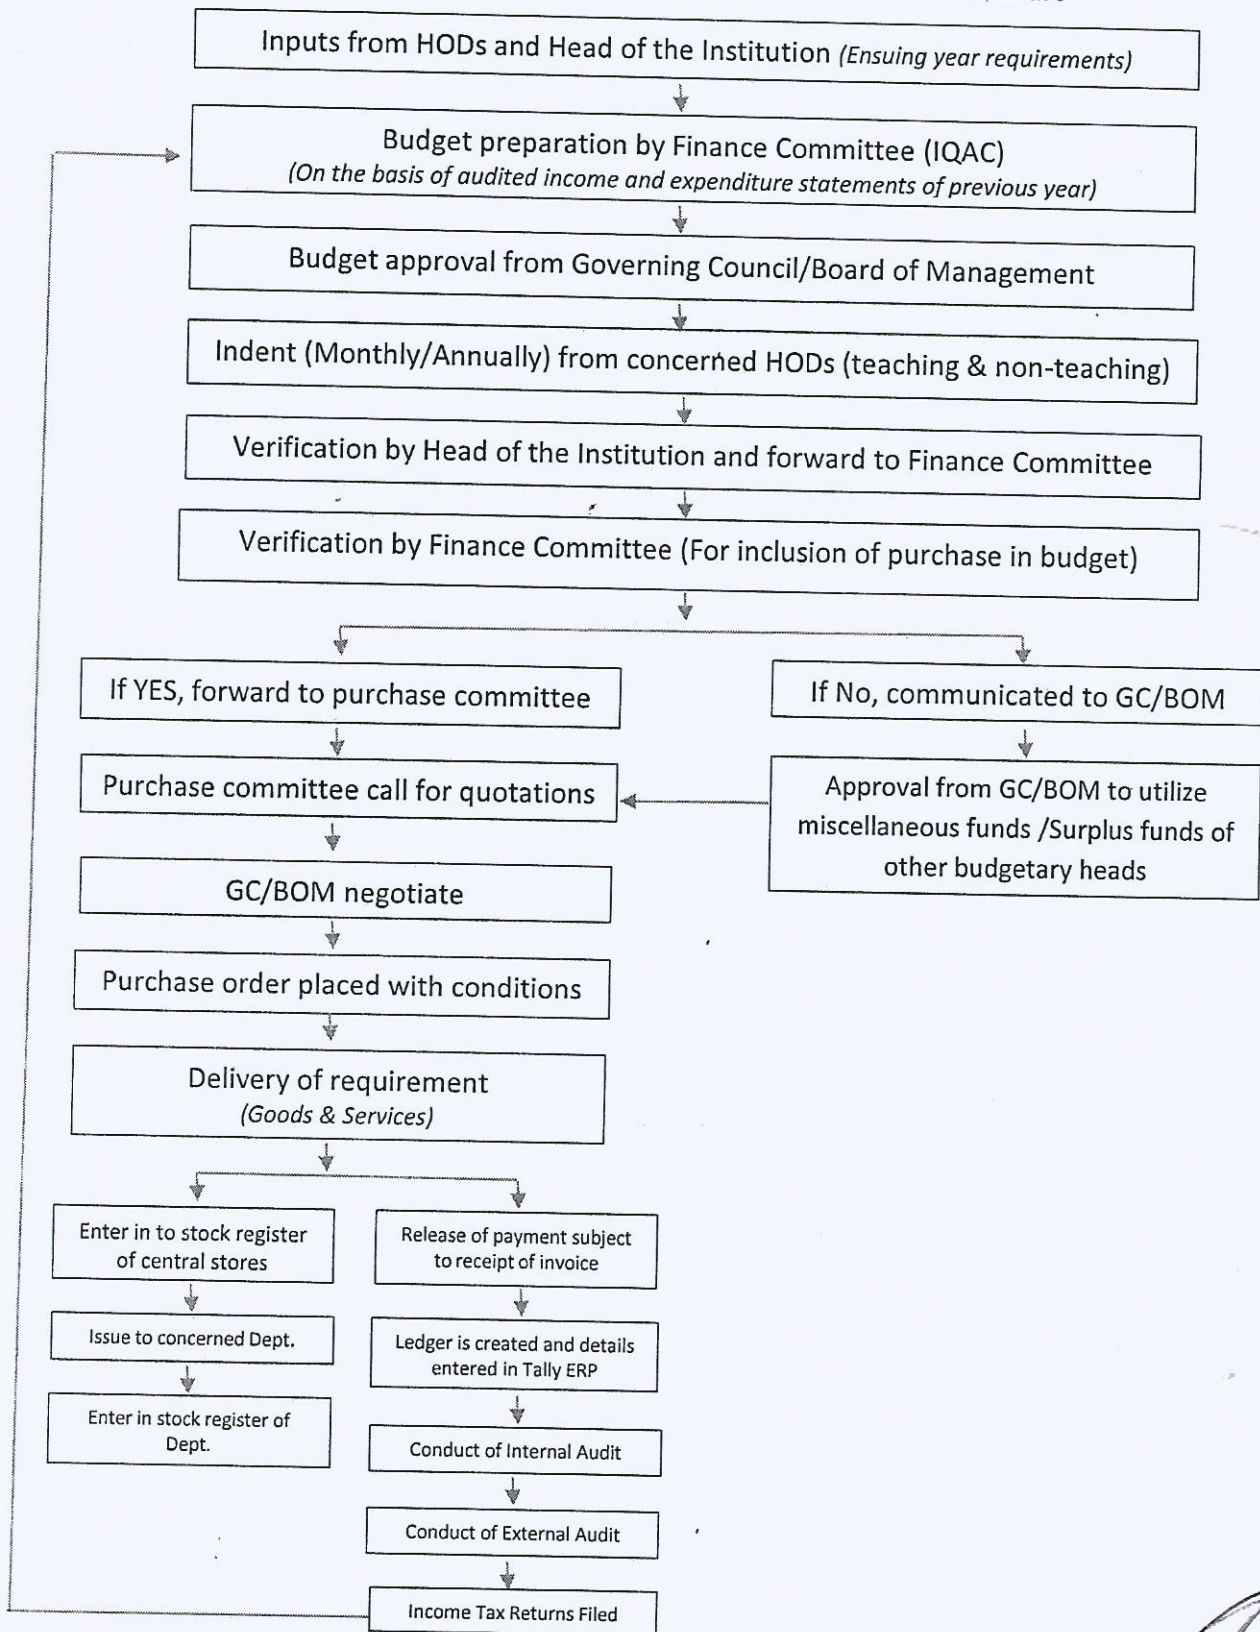 Inputs from HODs and Head of the Institution (Ensuing year requirements)
Budget preparation by Finance Committee (IQAC)
(On the basis of audited income and expenditure statements of previous year)
Budget approval from Governing Council/Board of Management
Indent (Monthly/Annually) from concerned HODs (teaching & non-teaching)
Verification by Head of the Institution and forward to Finance Committee
Verification by Finance Committee (For inclusion of purchase in budget)
If YES, forward to purchase committee
If No, communicated to GC/BOM
Purchase committee call for quotations
Approval from GC/BOM to utilize
miscellaneous funds /Surplus funds of
other budgetary heads
GC/BOM negotiate
Purchase order placed with conditions
Delivery of requirement
(Goods & Services)
Enter in to stock register
of central stores
Release of payment subject
to receipt of invoice
Issue to concerned Dept.
Ledger is created and details
entered in Tally ERP
Enter in stock register of
Dept.
Conduct of Internal Audit
Conduct of External Audit
Income Tax Returns Filed